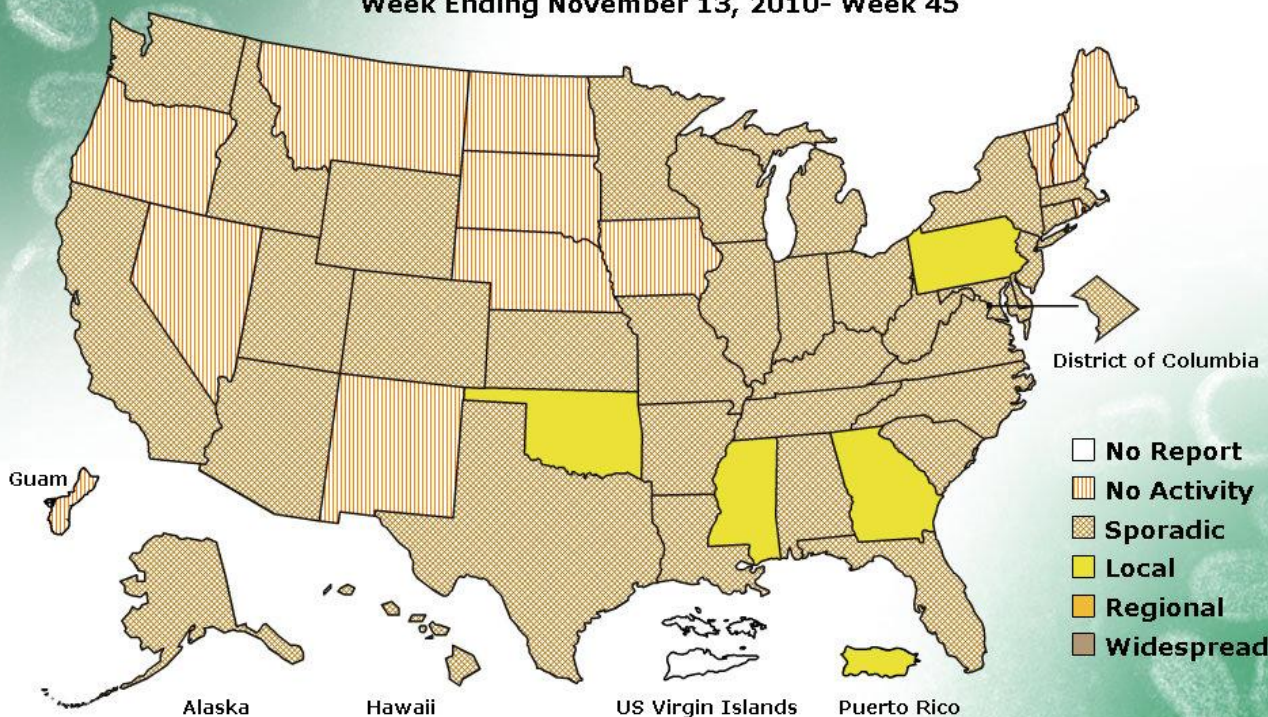 Week Ending November 13, 2010- Week 45
District of Columbia
No Report
Guam
No Activity
Sporadic
Local
Regional
Widespread
Alaska
Hawaii
US Virgin Islands
Puerto Rico